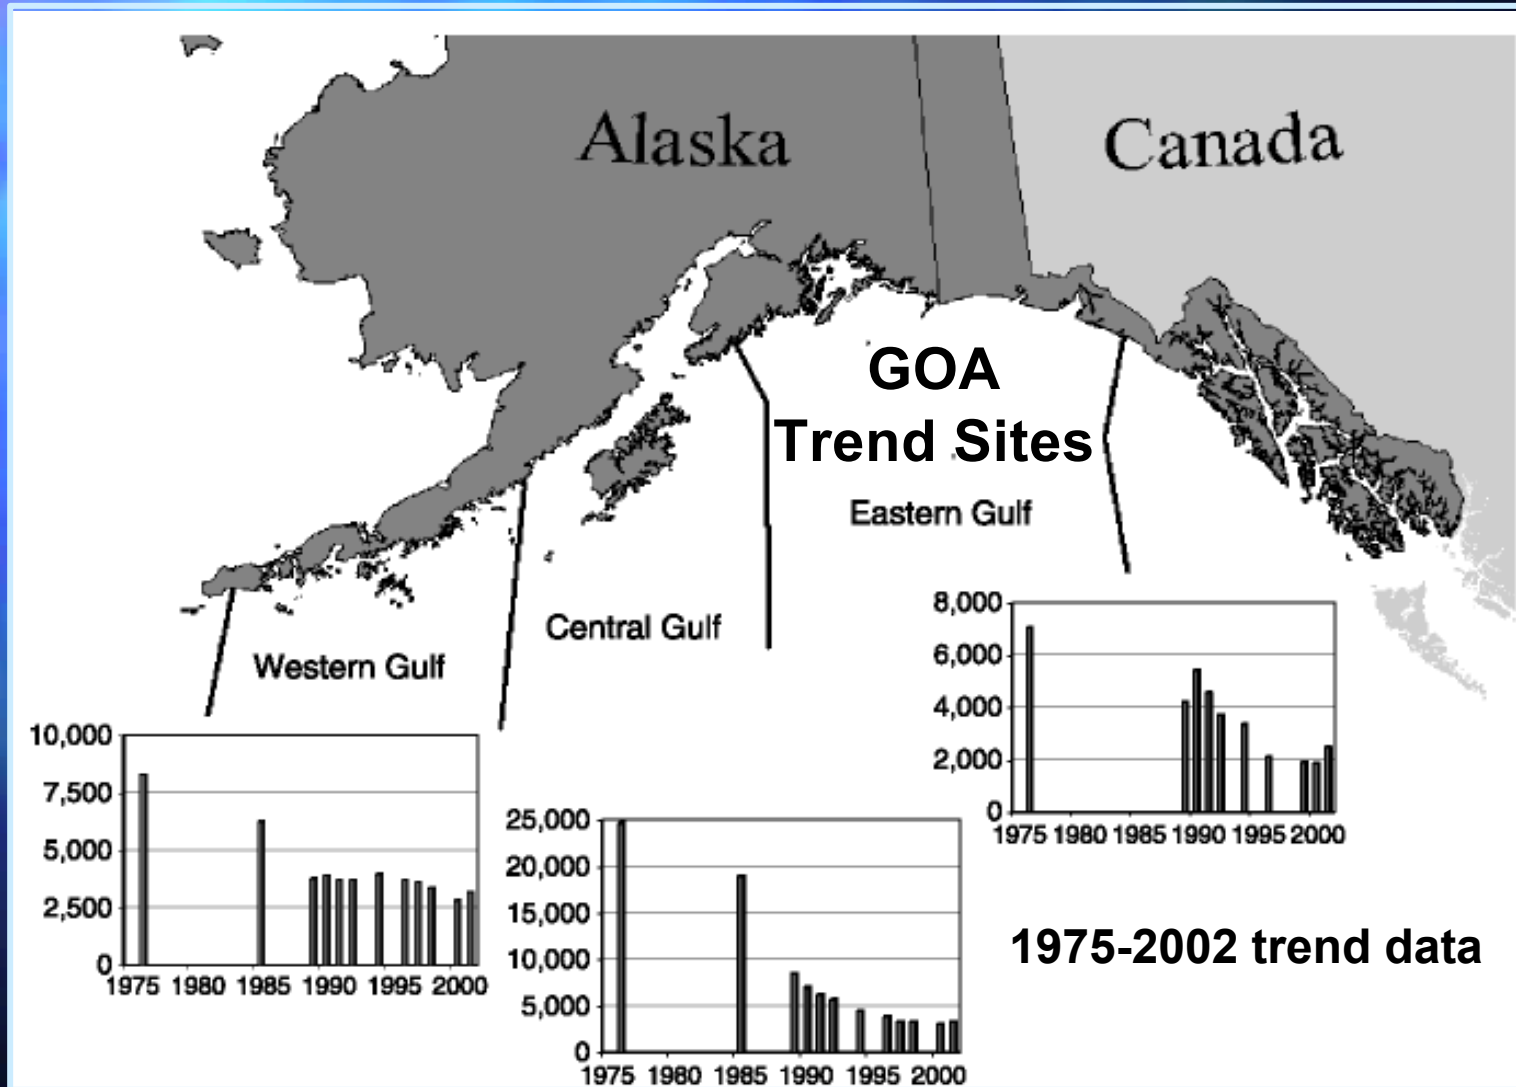 Alaska
Canada
GOA
Trend Sites
Eastern Gulf
Central Gulf
Western Gulf
8,000
6,000
4,000
2,000
0
1975 1980 1985 1990 1995 2000
10,000
7,500
5,000
2,500
0
1975 1980 1985 1990 1995 2000
25,000
20,000
15,000
10,000
5,000
0
1975 1980 1985 1990 1995 2000
1975-2002 trend data